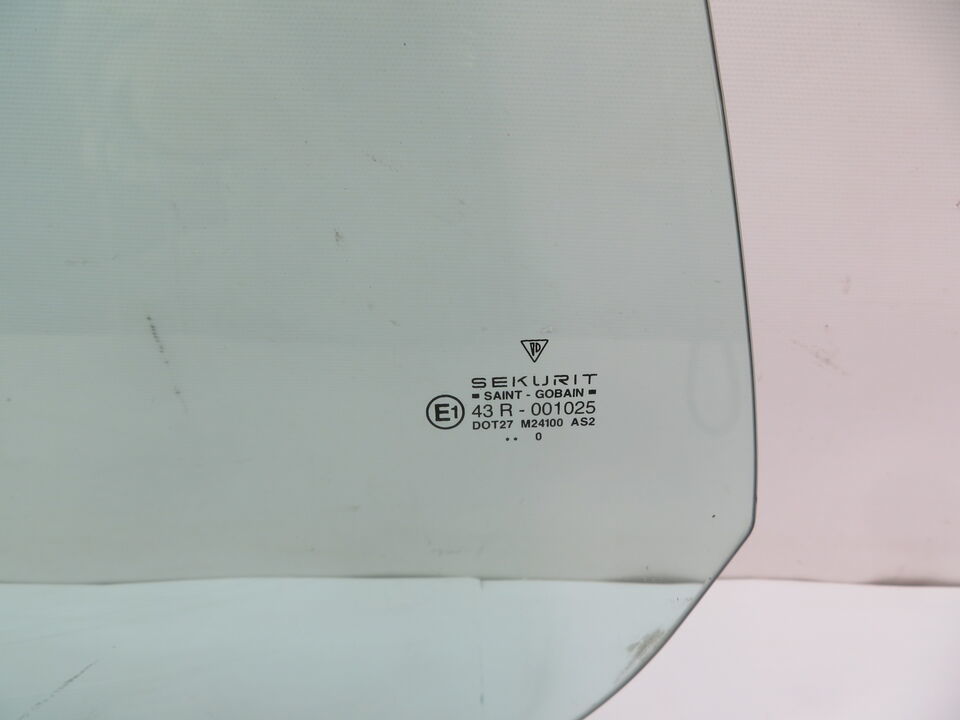 SEKURIT
SAINT - GOBAIN
E1 43 R - 001025
DOT27 M24100 AS2
.. 0